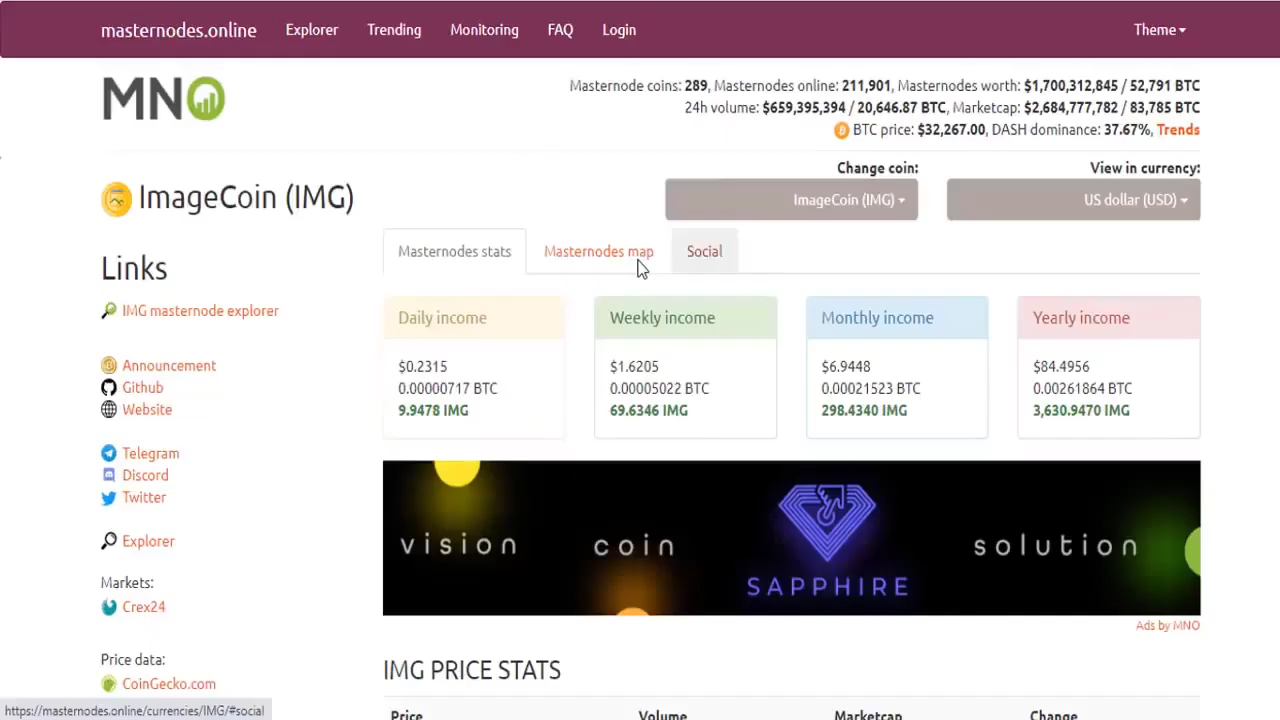 masternodes.online Explorer Trending Monitoring FAQ Login Theme
MNO
Masternode coins: 289, Masternodes online: 211,901, Masternodes worth: $1,700,312,845 / 52,791 BTC
24h volume: $659,395,394 / 20,646.87 BTC, Marketcap: $2,684,777,782 / 83,785 BTC
BTC price: $32,267.00, DASH dominance: 37.67%, Trends
Change coin: View in currency:
ImageCoin (IMG)
ImageCoin (IMG) US dollar (USD)
Masternodes stats Masternodes map Social
Links
IMG masternode explorer
Announcement
Github
Website
Telegram
Discord
Twitter
Explorer
Markets:
Crex24
Price data:
CoinGecko.com
Daily income Weekly income Monthly income Yearly income
$0.2315 $1.6205 $6.9448 $84.4956
0.00000717 BTC 0.00005022 BTC 0.00021523 BTC 0.00261864 BTC
9.9478 IMG 69.6346 IMG 298.4340 IMG 3,630.9470 IMG
vision coin solution
SAPPHIRE
Ads by MNO
IMG PRICE STATS
Price Volume Marketcap Change
https://masternodes.online/currencies/IMG/#social